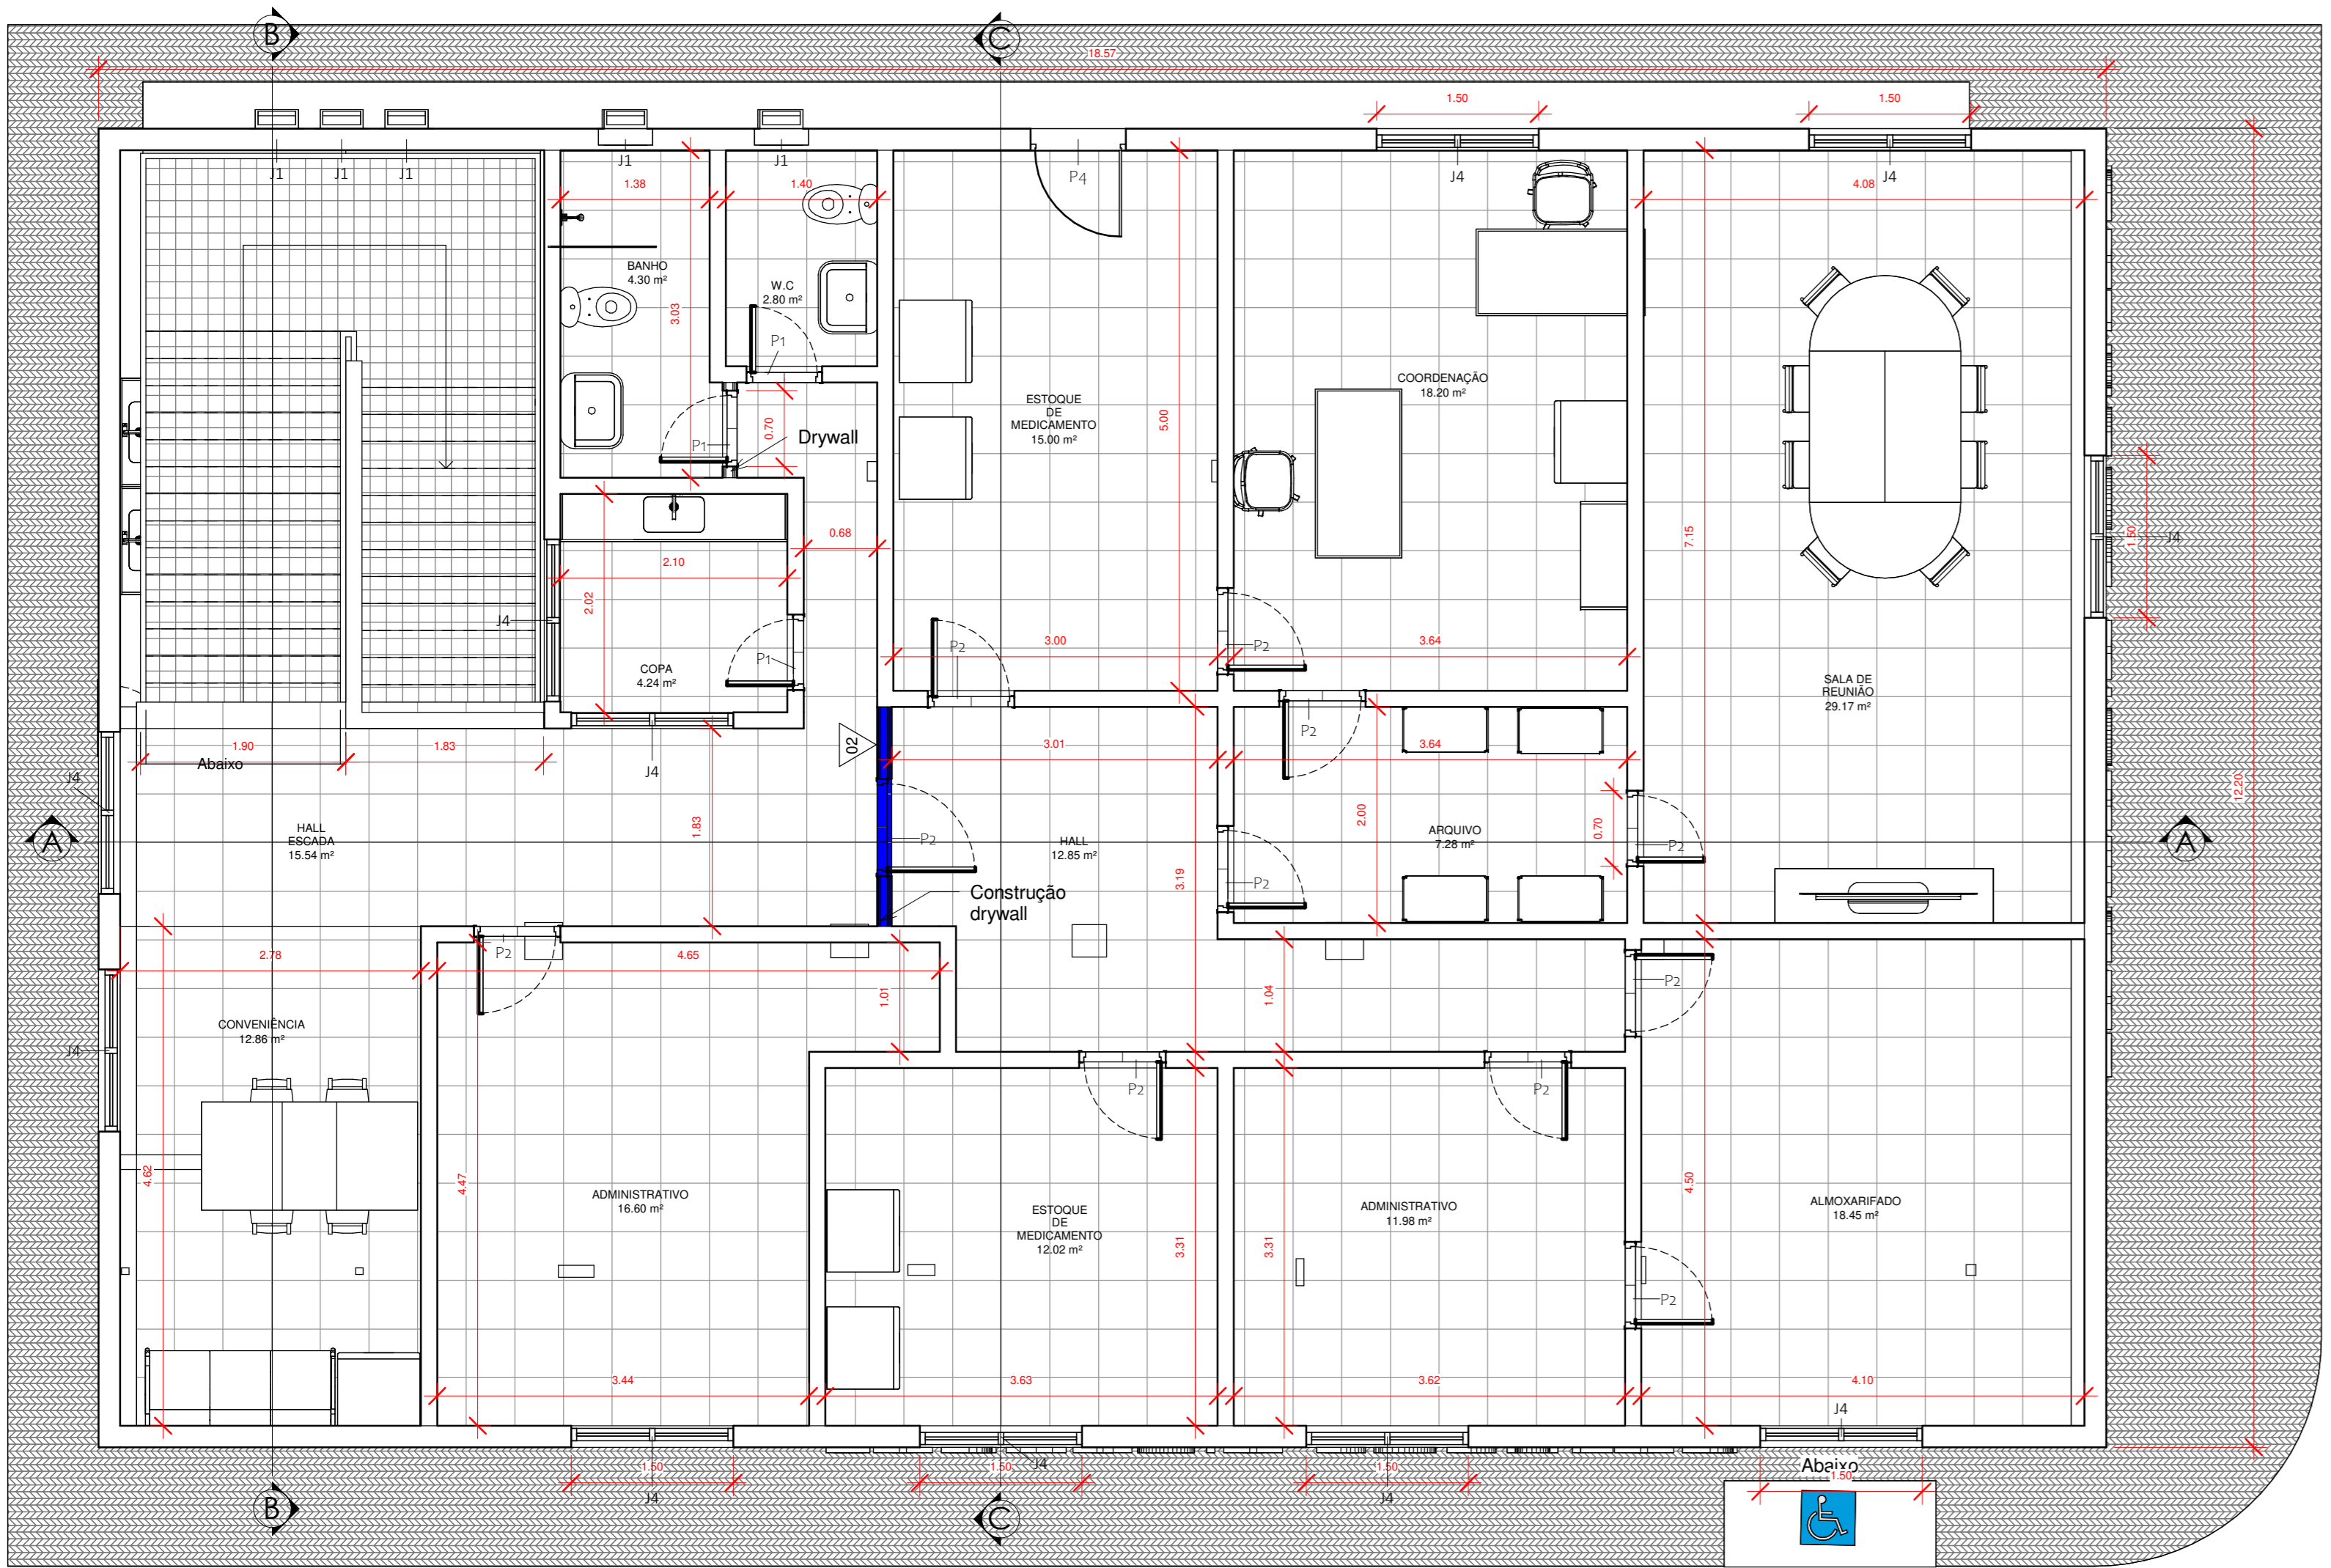 B
C
18.57
1.50
1.50
J1
J1
J1
J1
J1
P4
J4
J4
1.38
1.40
4.08
BANHO
4.30 m²
W.C
2.80 m²
3.03
P1
P1
0.70
Drywall
ESTOQUE
DE
MEDICAMENTO
15.00 m²
5.00
COORDENAÇÃO
18.20 m²
7.15
1.50
J4
0.68
2.10
2.02
J4
COPA
4.24 m²
P1
P2
3.00
P2
3.64
SALA DE
REUNIÃO
29.17 m²
1.90
1.83
Abaixo
J4
J4
02
3.01
P2
3.64
12.20
A
HALL
ESCADA
15.54 m²
1.83
P2
HALL
12.85 m²
2.00
ARQUIVO
7.28 m²
0.70
P2
A
3.19
P2
Construção
drywall
2.78
P2
4.65
1.01
1.04
P2
CONVENIÊNCIA
12.86 m²
J4
P2
P2
4.62
4.47
ADMINISTRATIVO
16.60 m²
ESTOQUE
DE
MEDICAMENTO
12.02 m²
3.31
3.31
ADMINISTRATIVO
11.98 m²
4.50
ALMOXARIFADO
18.45 m²
P2
3.44
3.63
3.62
4.10
J4
1.50
J4
1.50
J4
1.50
J4
Abaixo
1.50
B
C